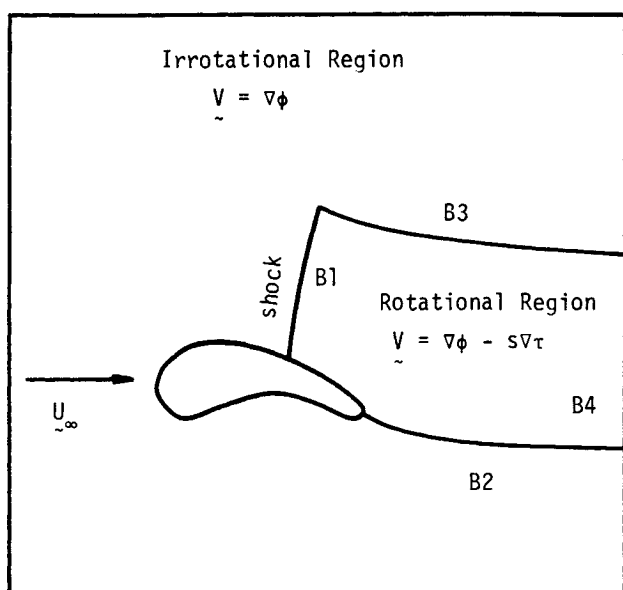 Irrotational Region
V = ∇ϕ
~
B3
shock
B1
Rotational Region
V = ∇ϕ - s∇τ
~
B4
U∞
~
B2